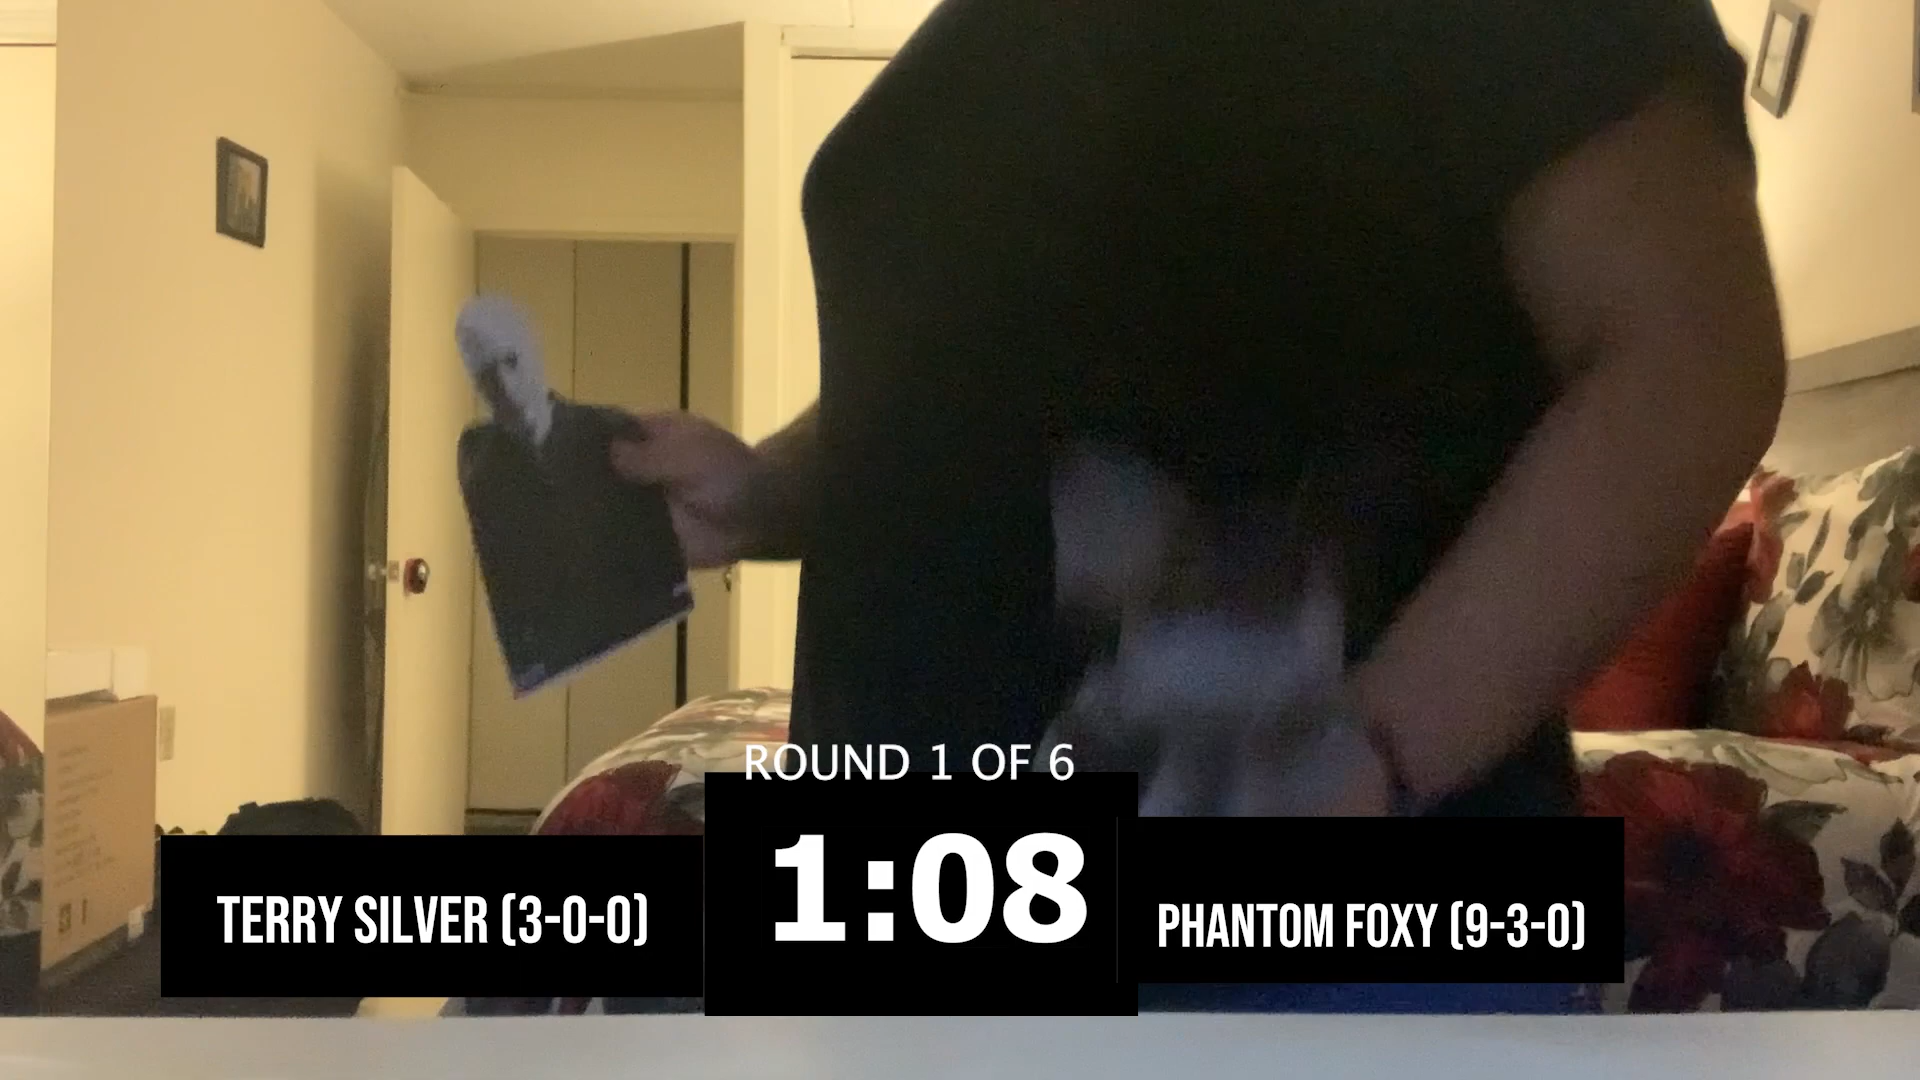 ROUND 1 OF 6
1:08
TERRY SILVER (3-0-0)
PHANTOM FOXY (9-3-0)